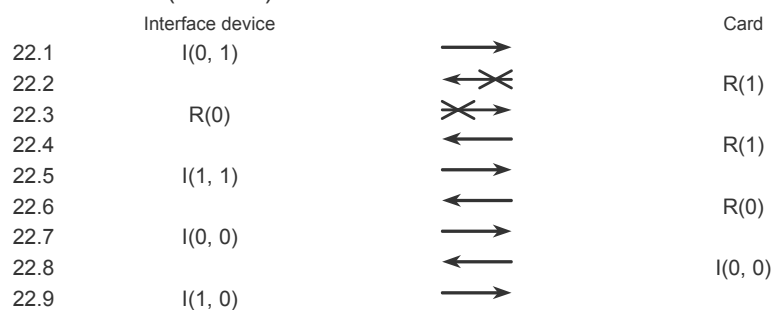 Interface device Card
22.1 I(0, 1)
22.2 R(1)
22.3 R(0)
22.4 R(1)
22.5 I(1, 1)
22.6 R(0)
22.7 I(0, 0)
22.8 I(0, 0)
22.9 I(1, 0)